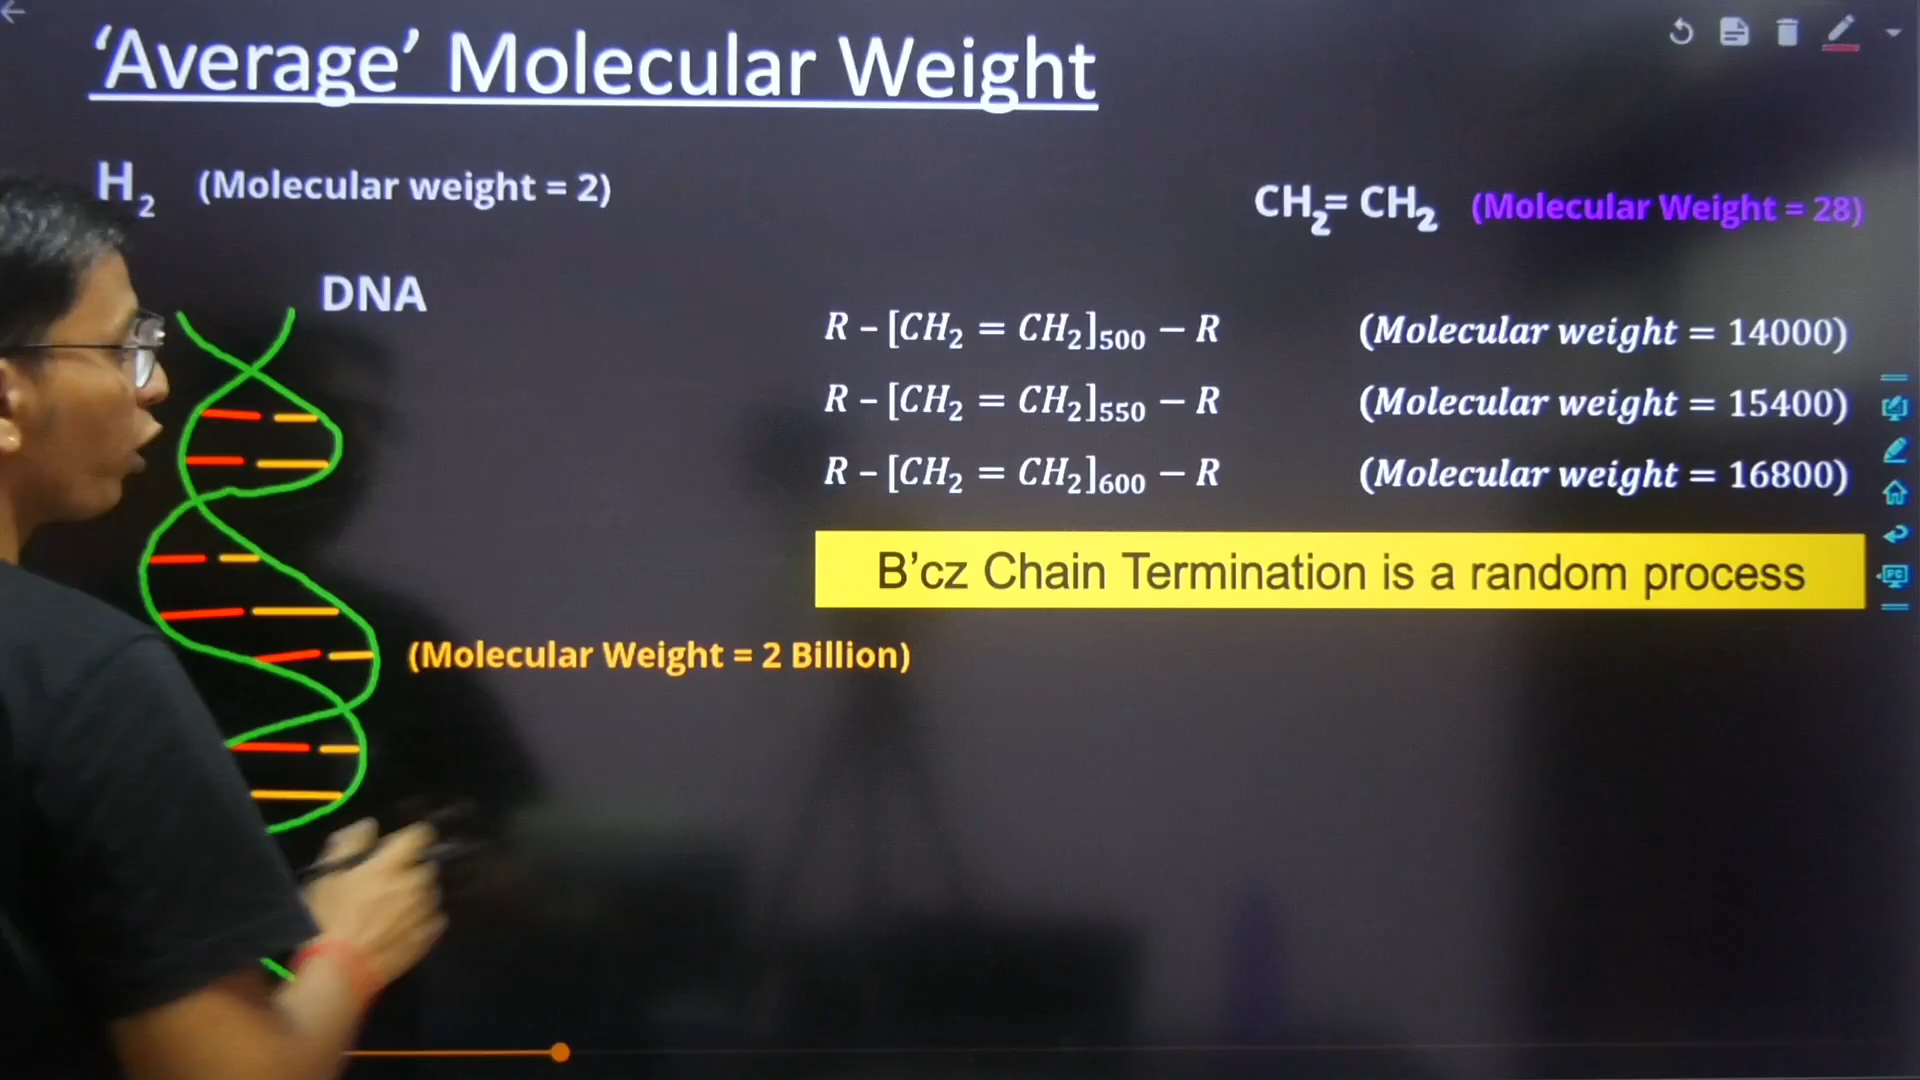 ‘Average’ Molecular Weight
H₂ (Molecular weight = 2)
CH₂= CH₂ (Molecular Weight = 28)
DNA
R – [CH₂ = CH₂]₅₀₀ – R (Molecular weight = 14000)
R – [CH₂ = CH₂]₅₅₀ – R (Molecular weight = 15400)
R – [CH₂ = CH₂]₆₀₀ – R (Molecular weight = 16800)
B’cz Chain Termination is a random process
PC
(Molecular Weight = 2 Billion)